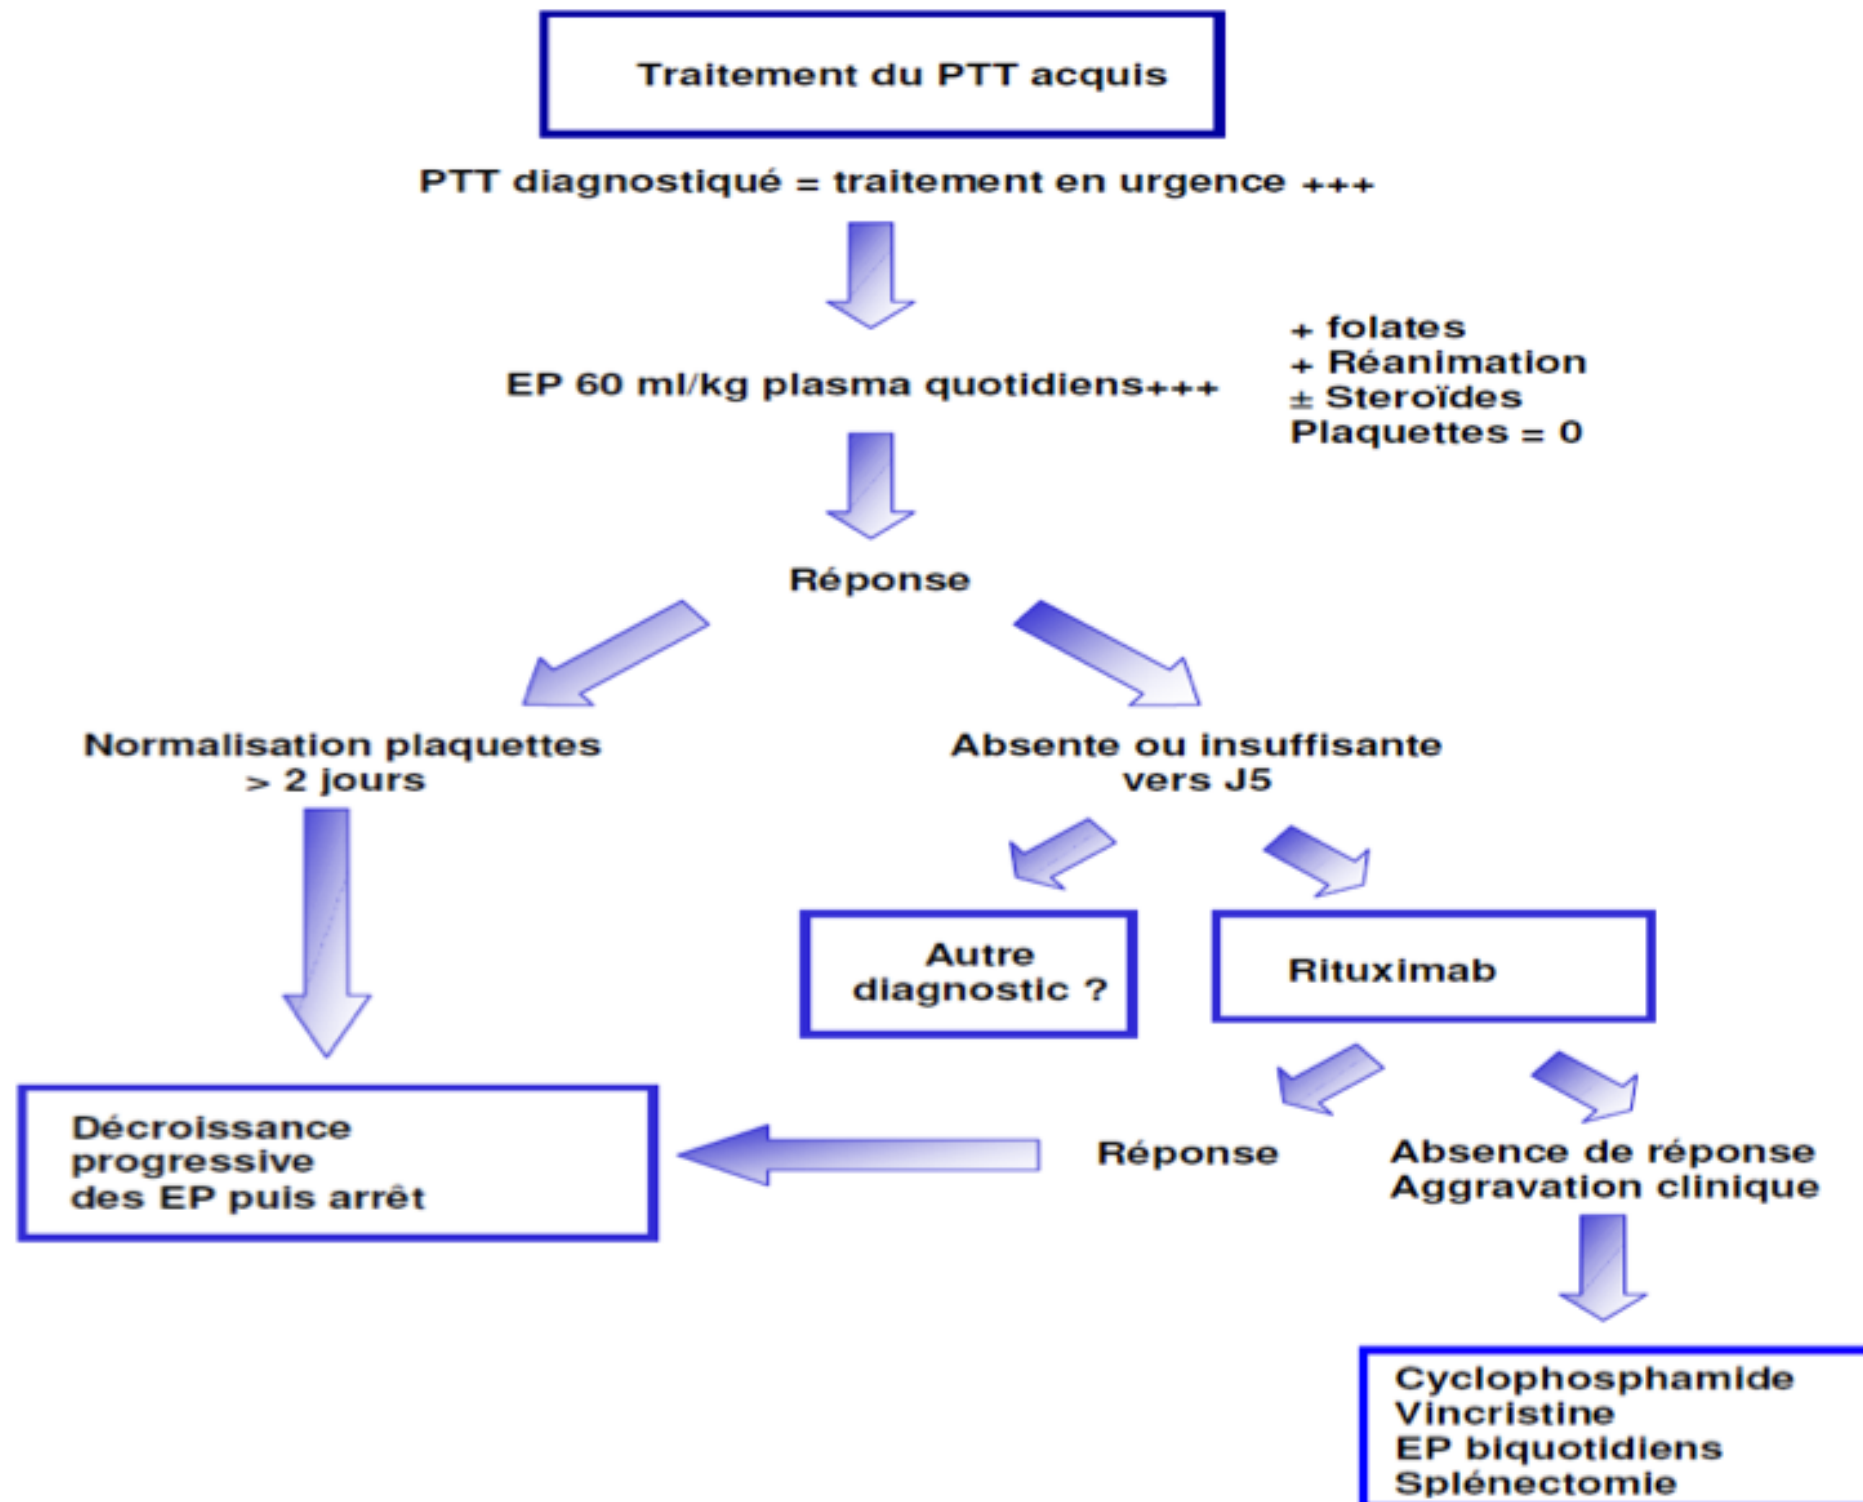 Traitement du PTT acquis
PTT diagnostiqué = traitement en urgence +++
EP 60 ml/kg plasma quotidiens+++
+ folates
+ Réanimation
± Steroïdes
Plaquettes = 0
Réponse
Normalisation plaquettes
> 2 jours
Absente ou insuffisante
vers J5
Autre
diagnostic ?
Rituximab
Décroissance
progressive
des EP puis arrêt
Réponse
Absence de réponse
Aggravation clinique
Cyclophosphamide
Vincristine
EP biquotidiens
Splénectomie